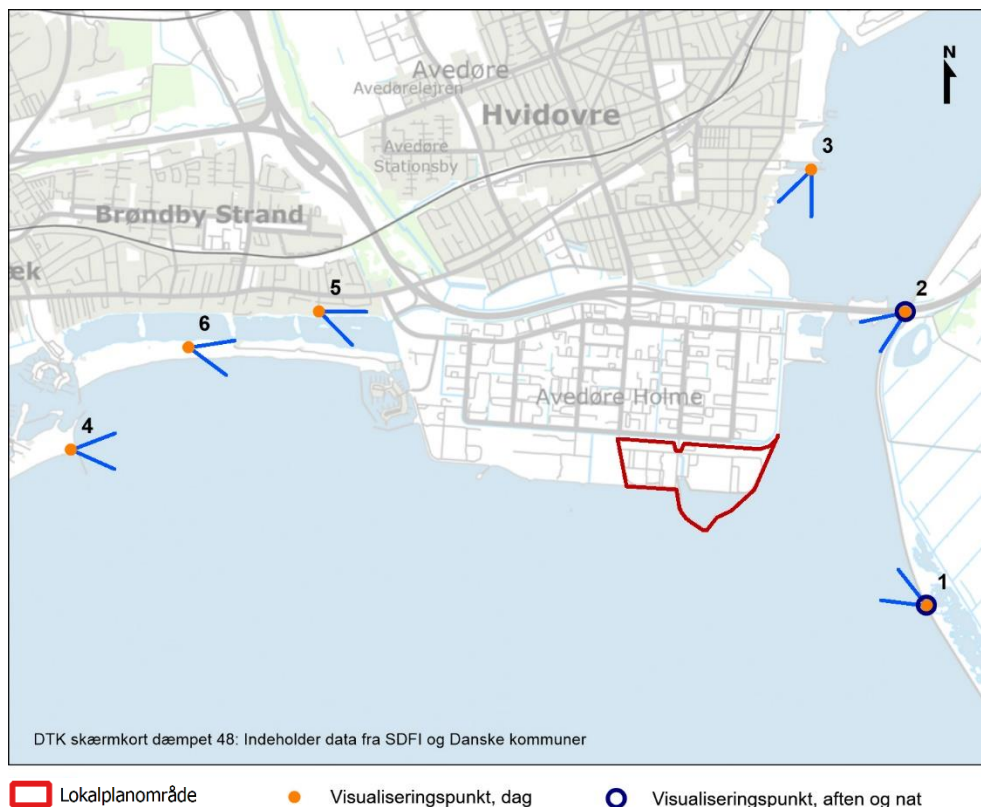 N
Avedøre
Avedørelejren
Hvidovre
3
Avedøre
Stationsby
Brøndby Strand
æk
5
2
6
Avedøre Holme
4
1
DTK skærmkort dæmpet 48: Indeholder data fra SDFI og Danske kommuner
Lokalplanområde
Visualiseringspunkt, dag
Visualiseringspunkt, aften og nat